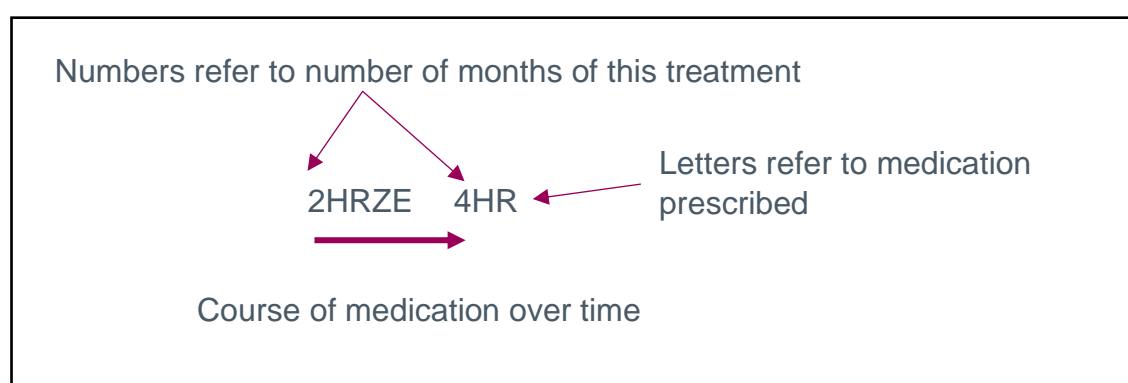 Numbers refer to number of months of this treatment
Letters refer to medication
prescribed
2HRZE 4HR
Course of medication over time